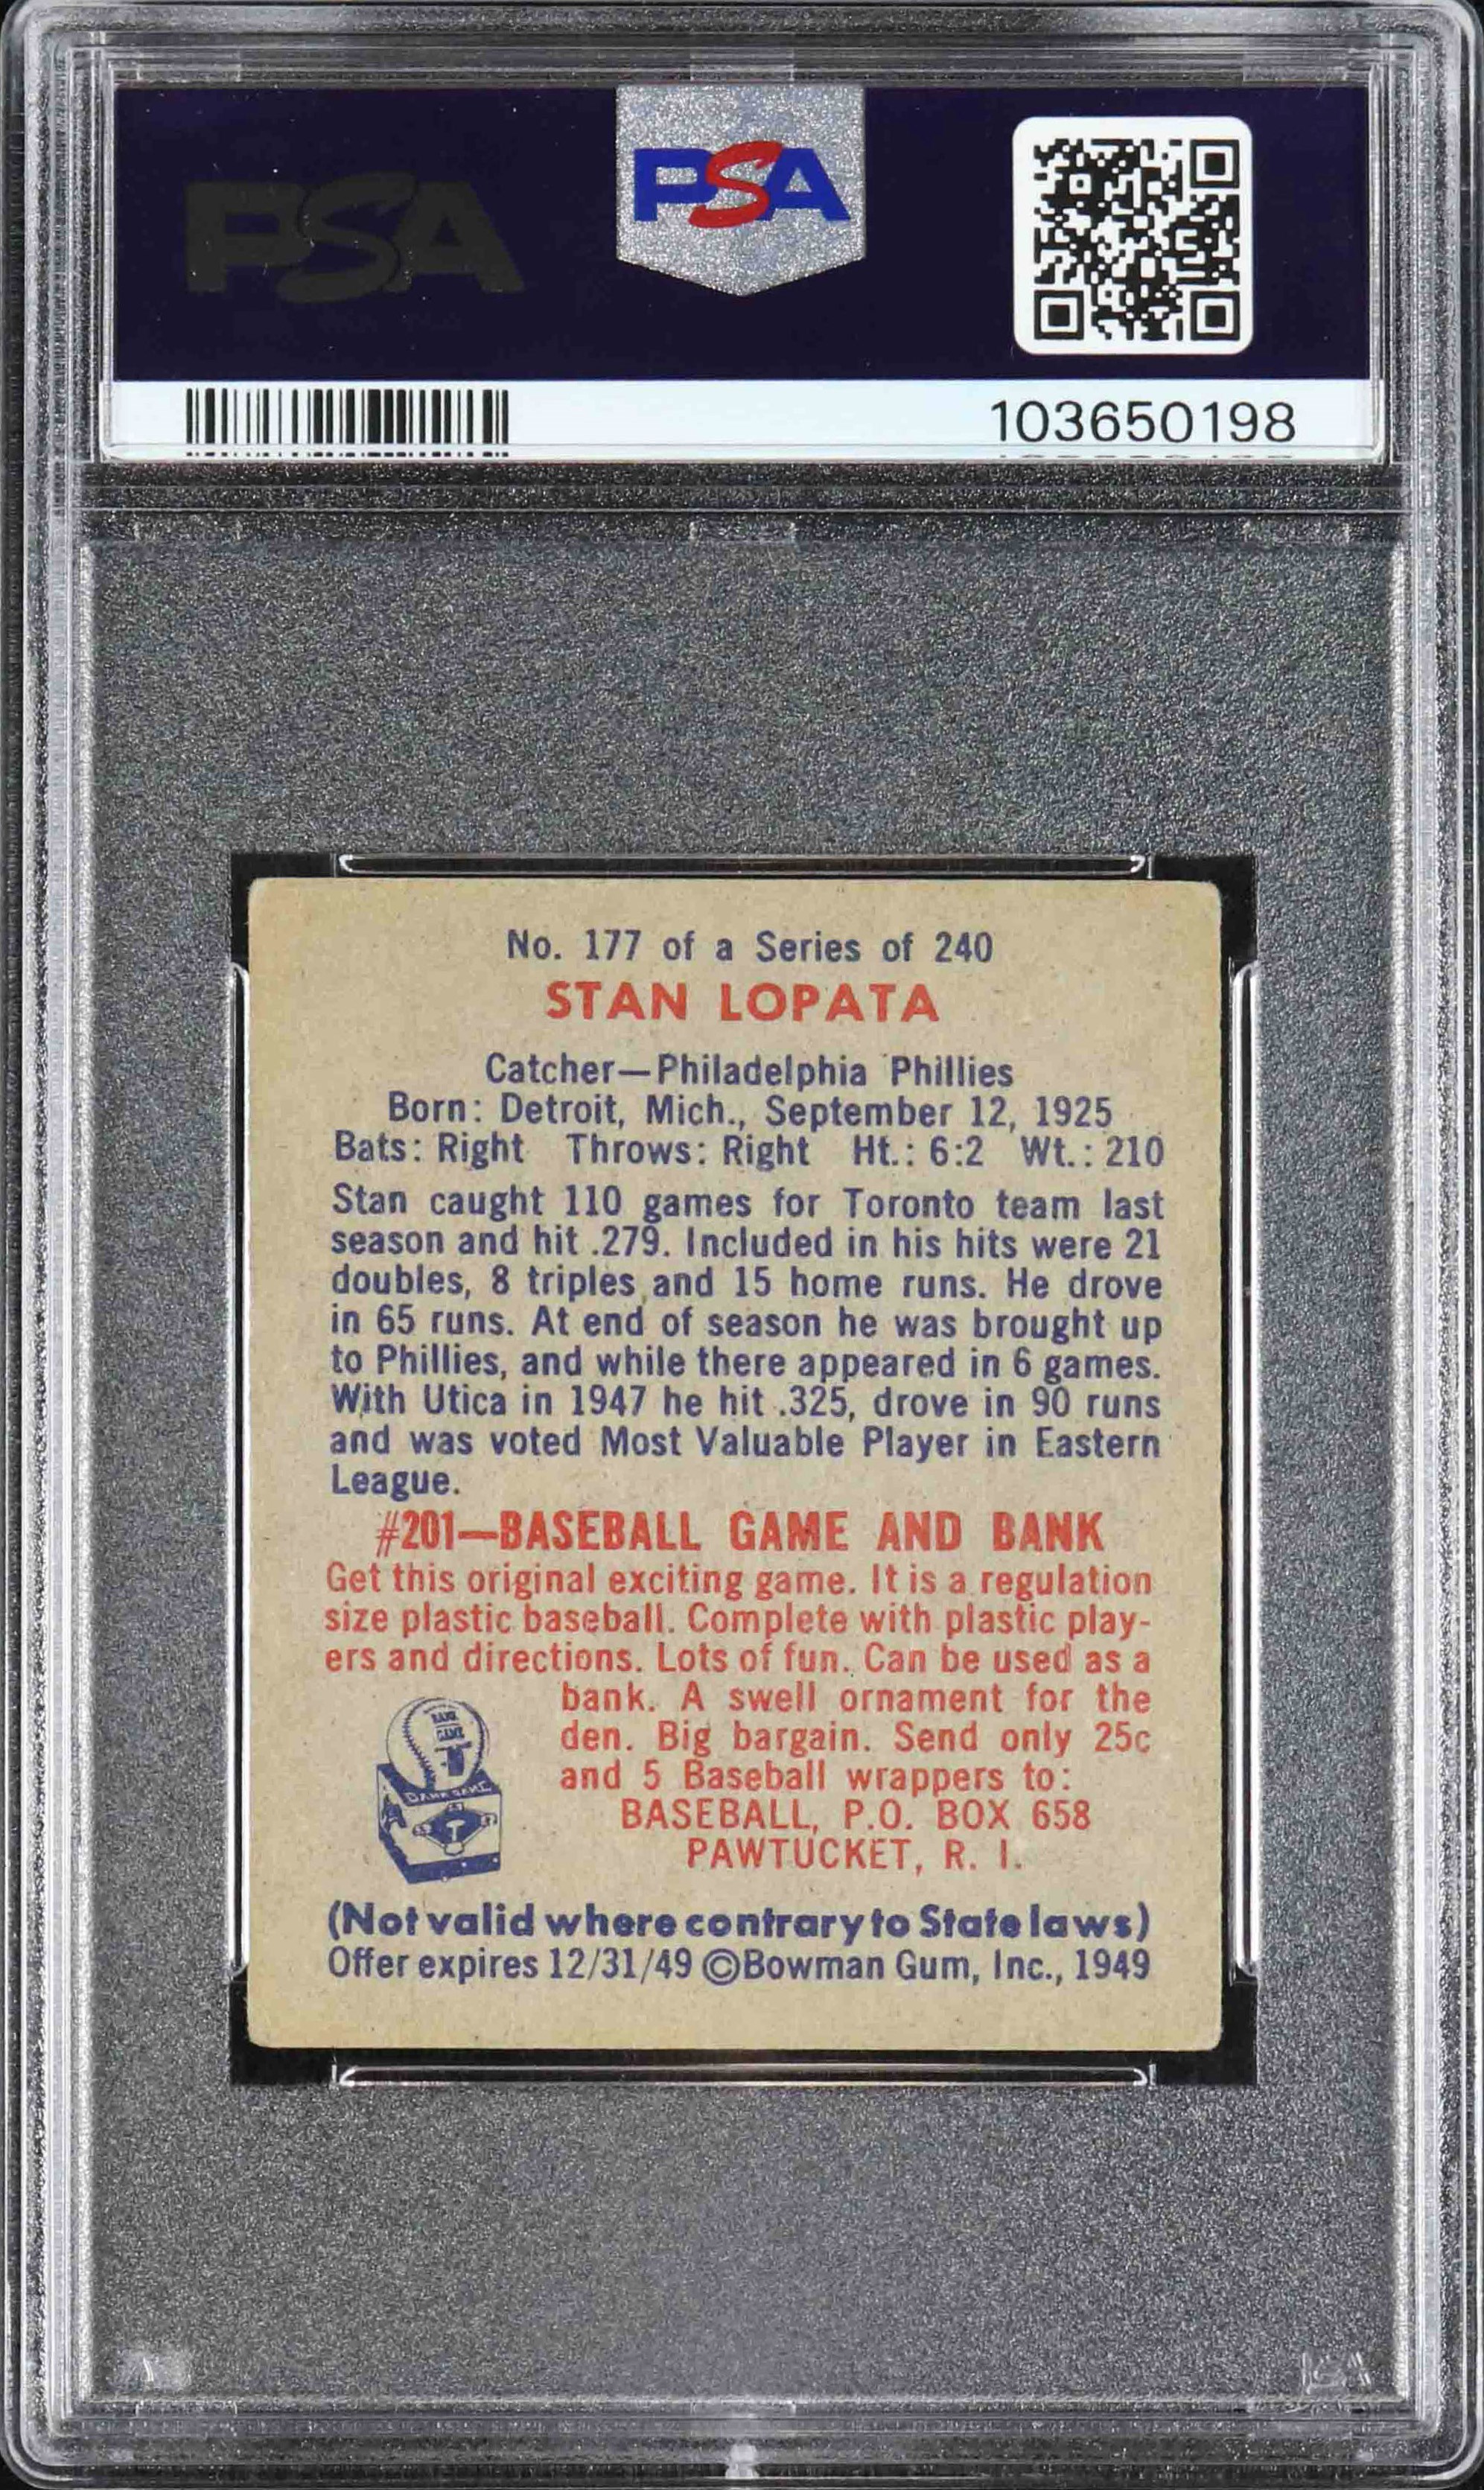 PSA
PSA
103650198
No. 177 of a Series of 240
STAN LOPATA
Catcher—Philadelphia Phillies
Born: Detroit, Mich., September 12, 1925
Bats: Right Throws: Right Ht.: 6:2 Wt.: 210
Stan caught 110 games for Toronto team last
season and hit .279. Included in his hits were 21
doubles, 8 triples and 15 home runs. He drove
in 65 runs. At end of season he was brought up
to Phillies, and while there appeared in 6 games.
With Utica in 1947 he hit .325, drove in 90 runs
and was voted Most Valuable Player in Eastern
League.
#201—BASEBALL GAME AND BANK
Get this original exciting game. It is a regulation
size plastic baseball. Complete with plastic play-
ers and directions. Lots of fun. Can be used as a
bank. A swell ornament for the
den. Big bargain. Send only 25c
and 5 Baseball wrappers to:
BASEBALL, P.O. BOX 658
PAWTUCKET, R. I.
BANK
GAME
BANK GAME
(Not valid where contrary to State laws)
Offer expires 12/31/49 ©Bowman Gum, Inc., 1949